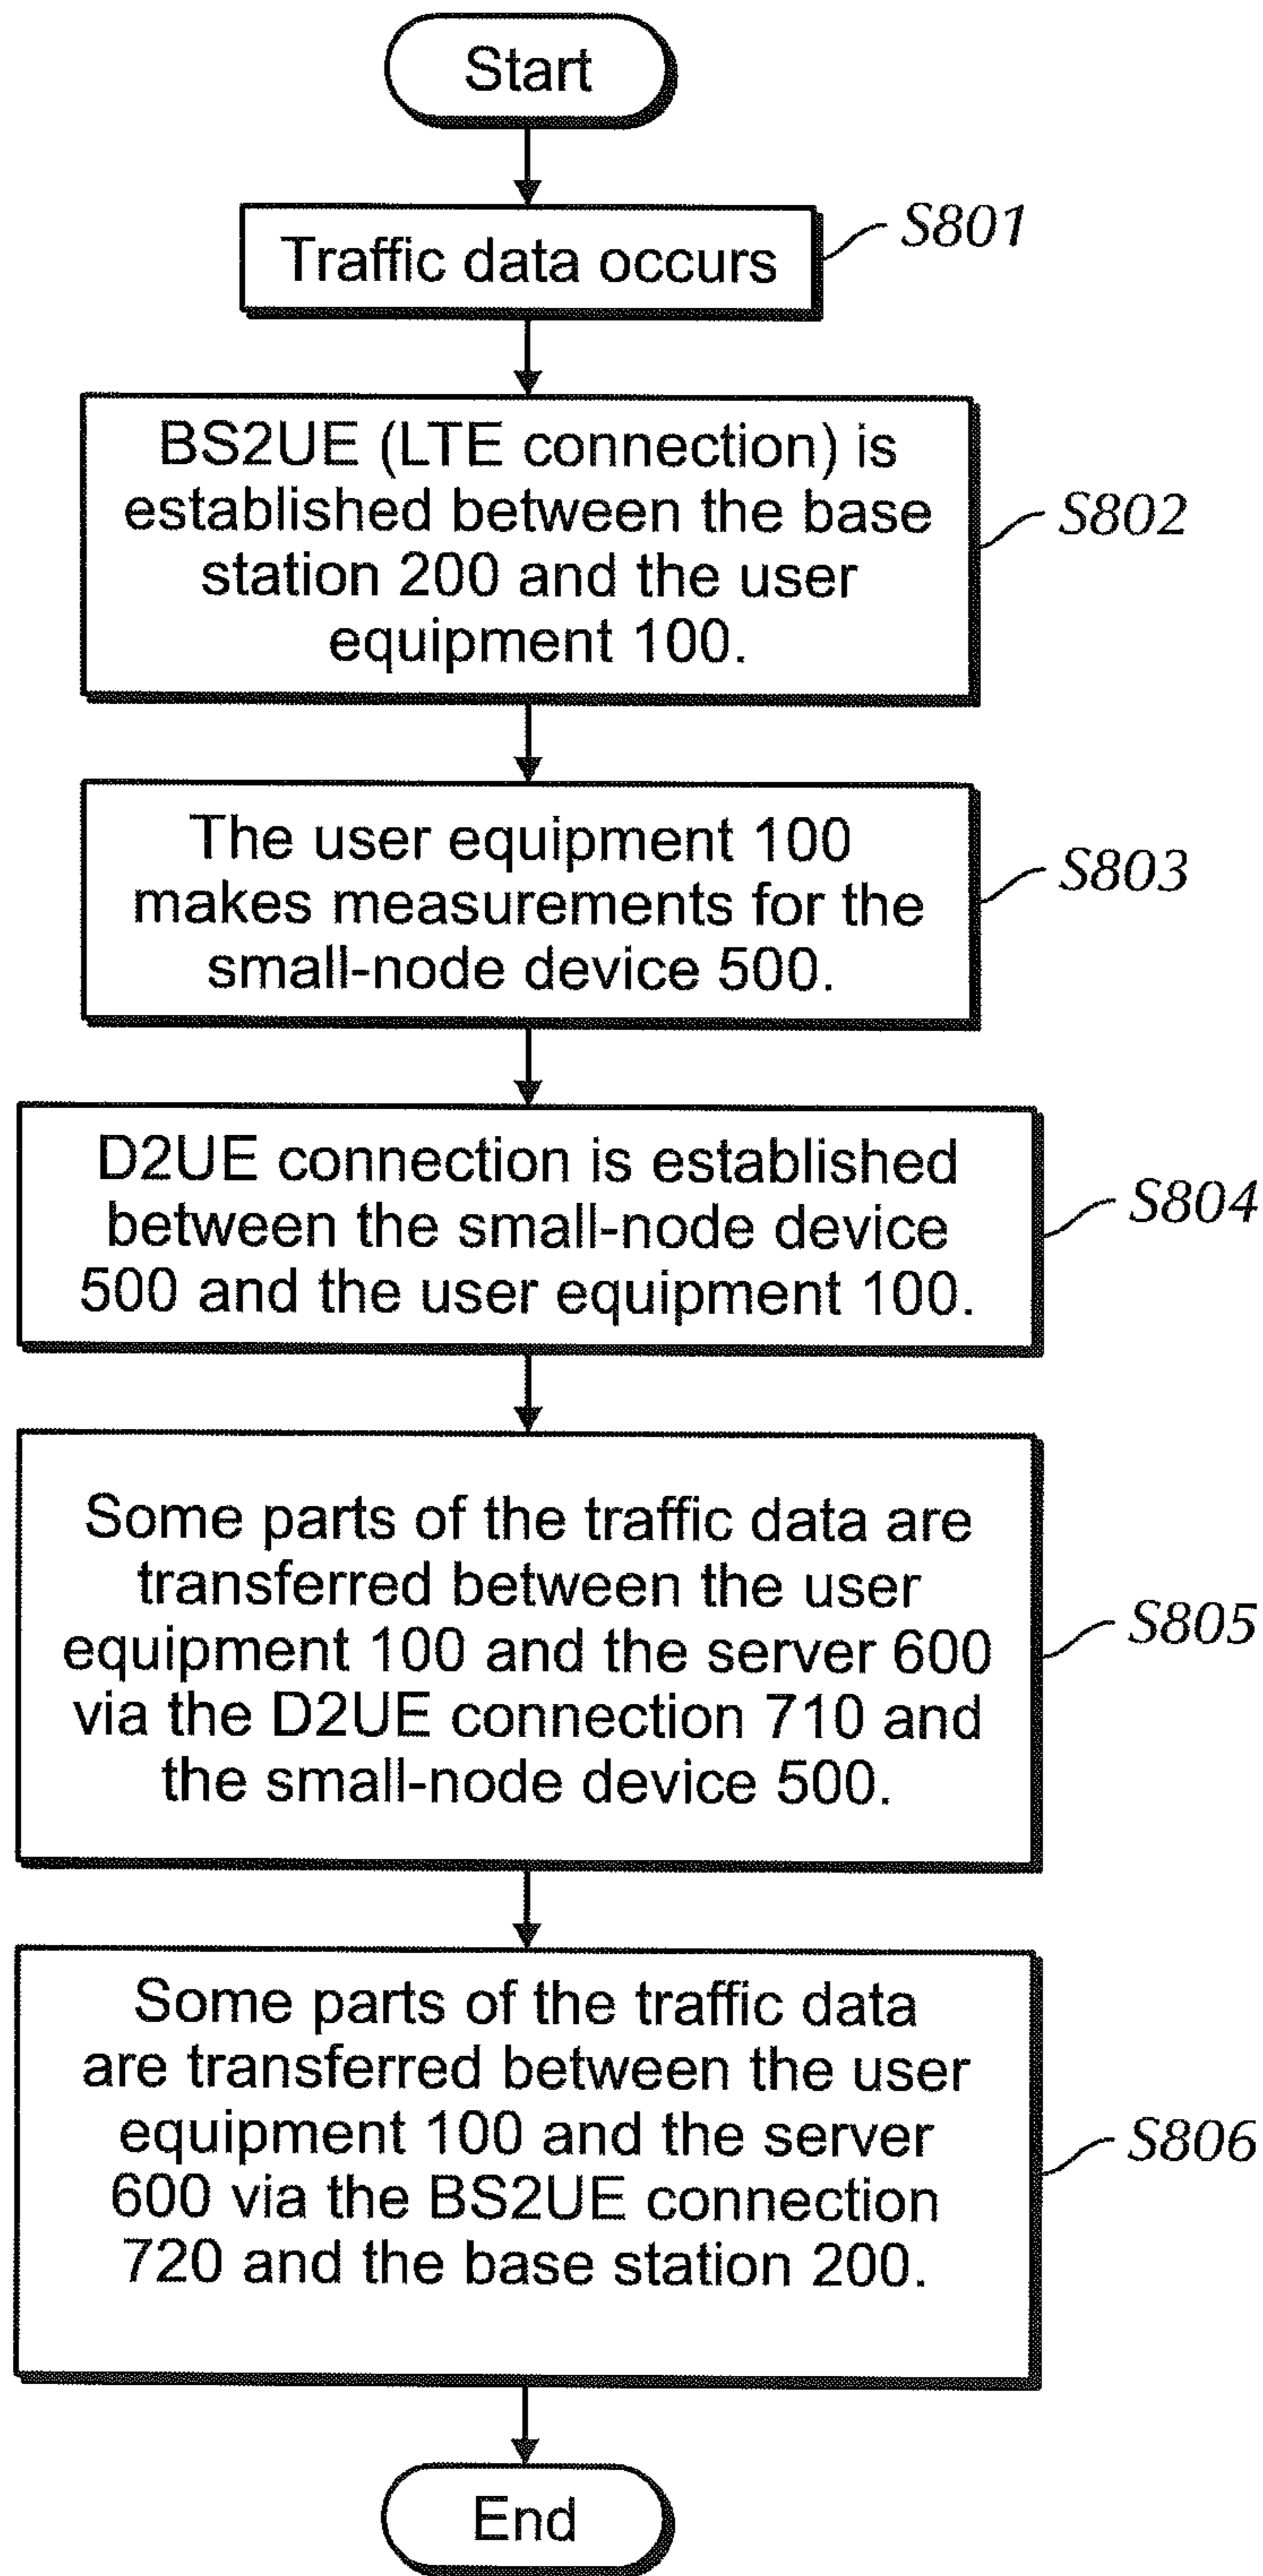 Start
Traffic data occurs
S801
BS2UE (LTE connection) is
established between the base
station 200 and the user
equipment 100.
S802
The user equipment 100
makes measurements for the
small-node device 500.
S803
D2UE connection is established
between the small-node device
500 and the user equipment 100.
S804
Some parts of the traffic data are
transferred between the user
equipment 100 and the server 600
via the D2UE connection 710 and
the small-node device 500.
S805
Some parts of the traffic data
are transferred between the user
equipment 100 and the server
600 via the BS2UE connection
720 and the base station 200.
S806
End